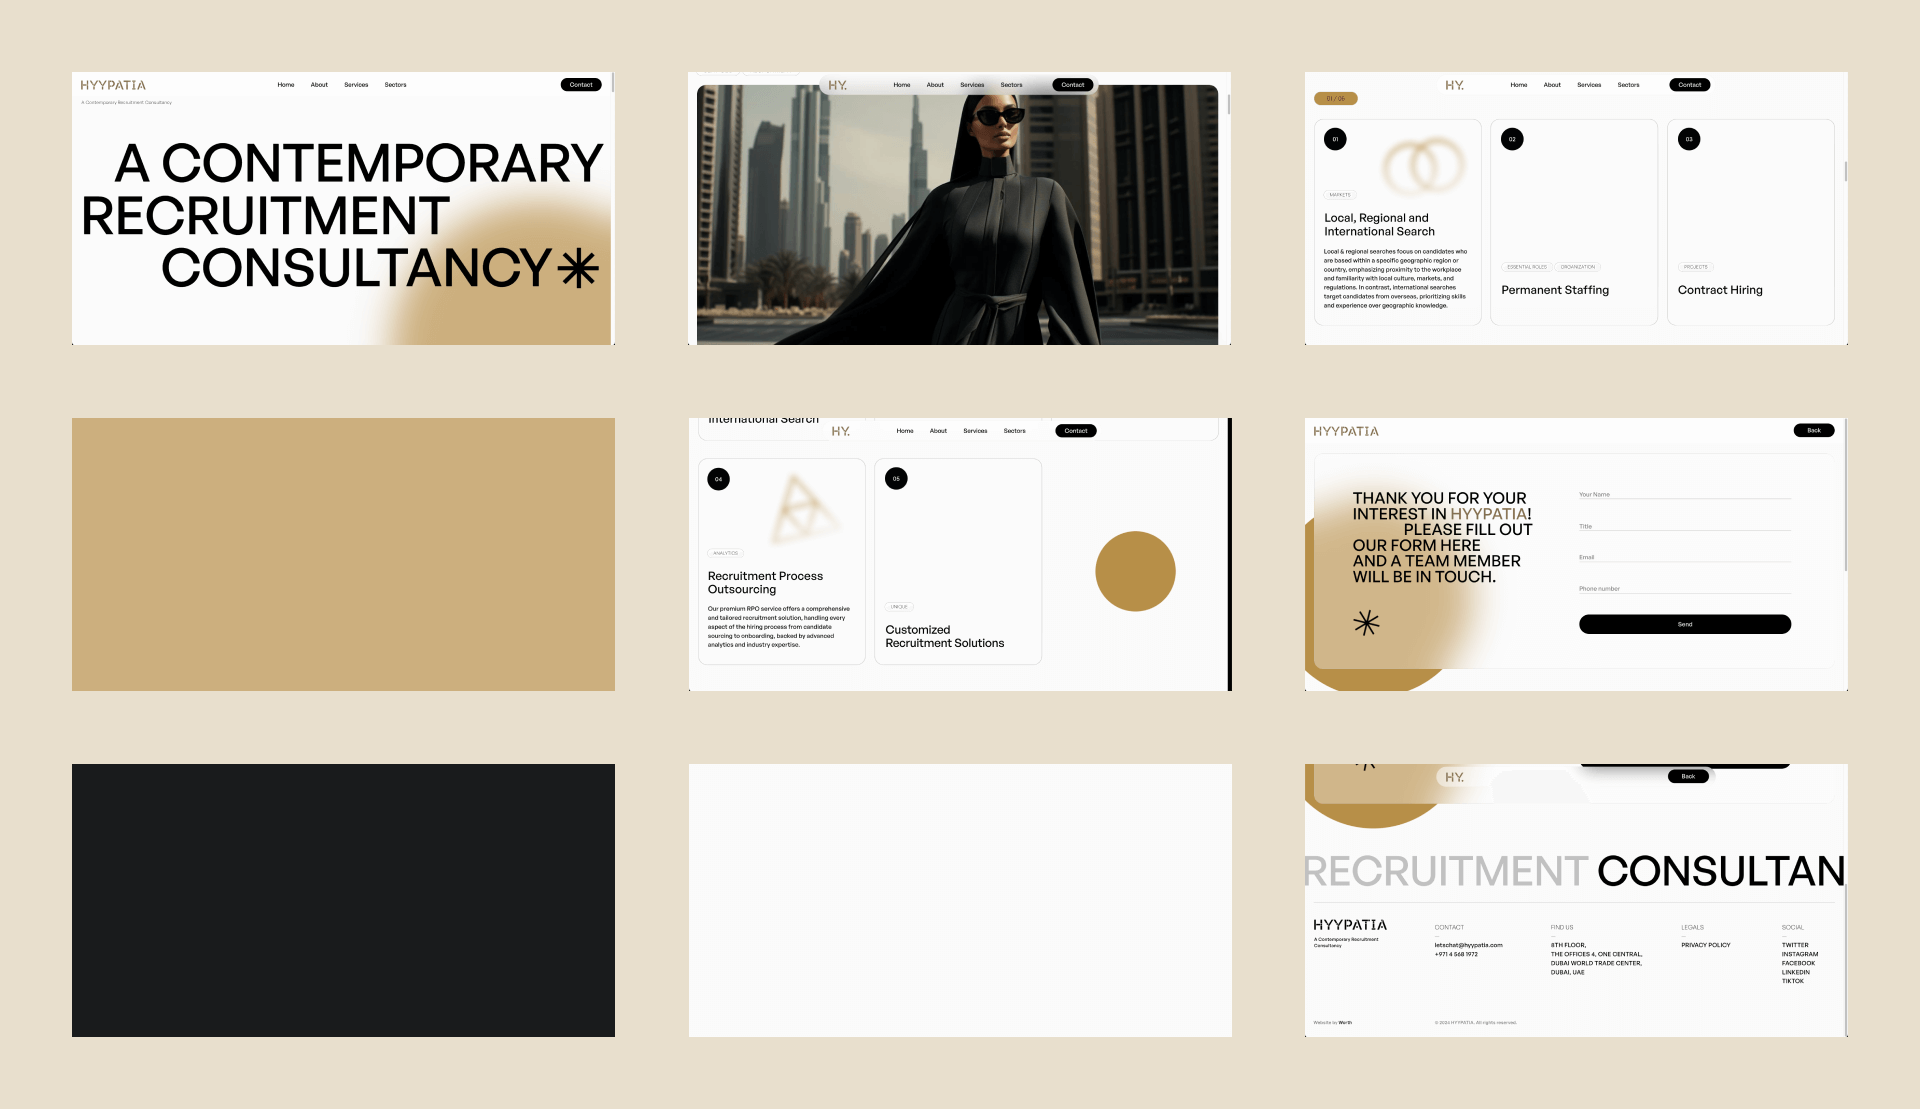 HYYPATIA
Home About Services Sectors
Contact
A Contemporary Recruitment Consultancy
A CONTEMPORARY
RECRUITMENT
CONSULTANCY
HY.
Home About Services Sectors
Contact
HY.
Home About Services Sectors
Contact
01 / 05
01
MARKETS
Local, Regional and
International Search
Local & regional searches focus on candidates who
are based within a specific geographic region or
country, emphasizing proximity to the workplace
and familiarity with local culture, markets, and
regulations. In contrast, international searches
target candidates from overseas, prioritizing skills
and experience over geographic knowledge.
02
ESSENTIAL ROLES ORGANIZATION
Permanent Staffing
03
PROJECTS
Contract Hiring
International Search
HY.
Home About Services Sectors
Contact
04
ANALYTICS
Recruitment Process
Outsourcing
Our premium RPO service offers a comprehensive
and tailored recruitment solution, handling every
aspect of the hiring process from candidate
sourcing to onboarding, backed by advanced
analytics and industry expertise.
05
UNIQUE
Customized
Recruitment Solutions
HYYPATIA
Back
THANK YOU FOR YOUR
INTEREST IN HYYPATIA!
PLEASE FILL OUT
OUR FORM HERE
AND A TEAM MEMBER
WILL BE IN TOUCH.
Your Name
Title
Email
Phone number
Send
HY.
Back
RECRUITMENT CONSULTAN
HYYPATIA
A Contemporary Recruitment
Consultancy
CONTACT
—
letschat@hyypatia.com
+971 4 568 1972
FIND US
—
8TH FLOOR,
THE OFFICES 4, ONE CENTRAL,
DUBAI WORLD TRADE CENTER,
DUBAI, UAE
LEGALS
—
PRIVACY POLICY
SOCIAL
—
TWITTER
INSTAGRAM
FACEBOOK
LINKEDIN
TIKTOK
Website by Worth
© 2024 HYYPATIA. All rights reserved.